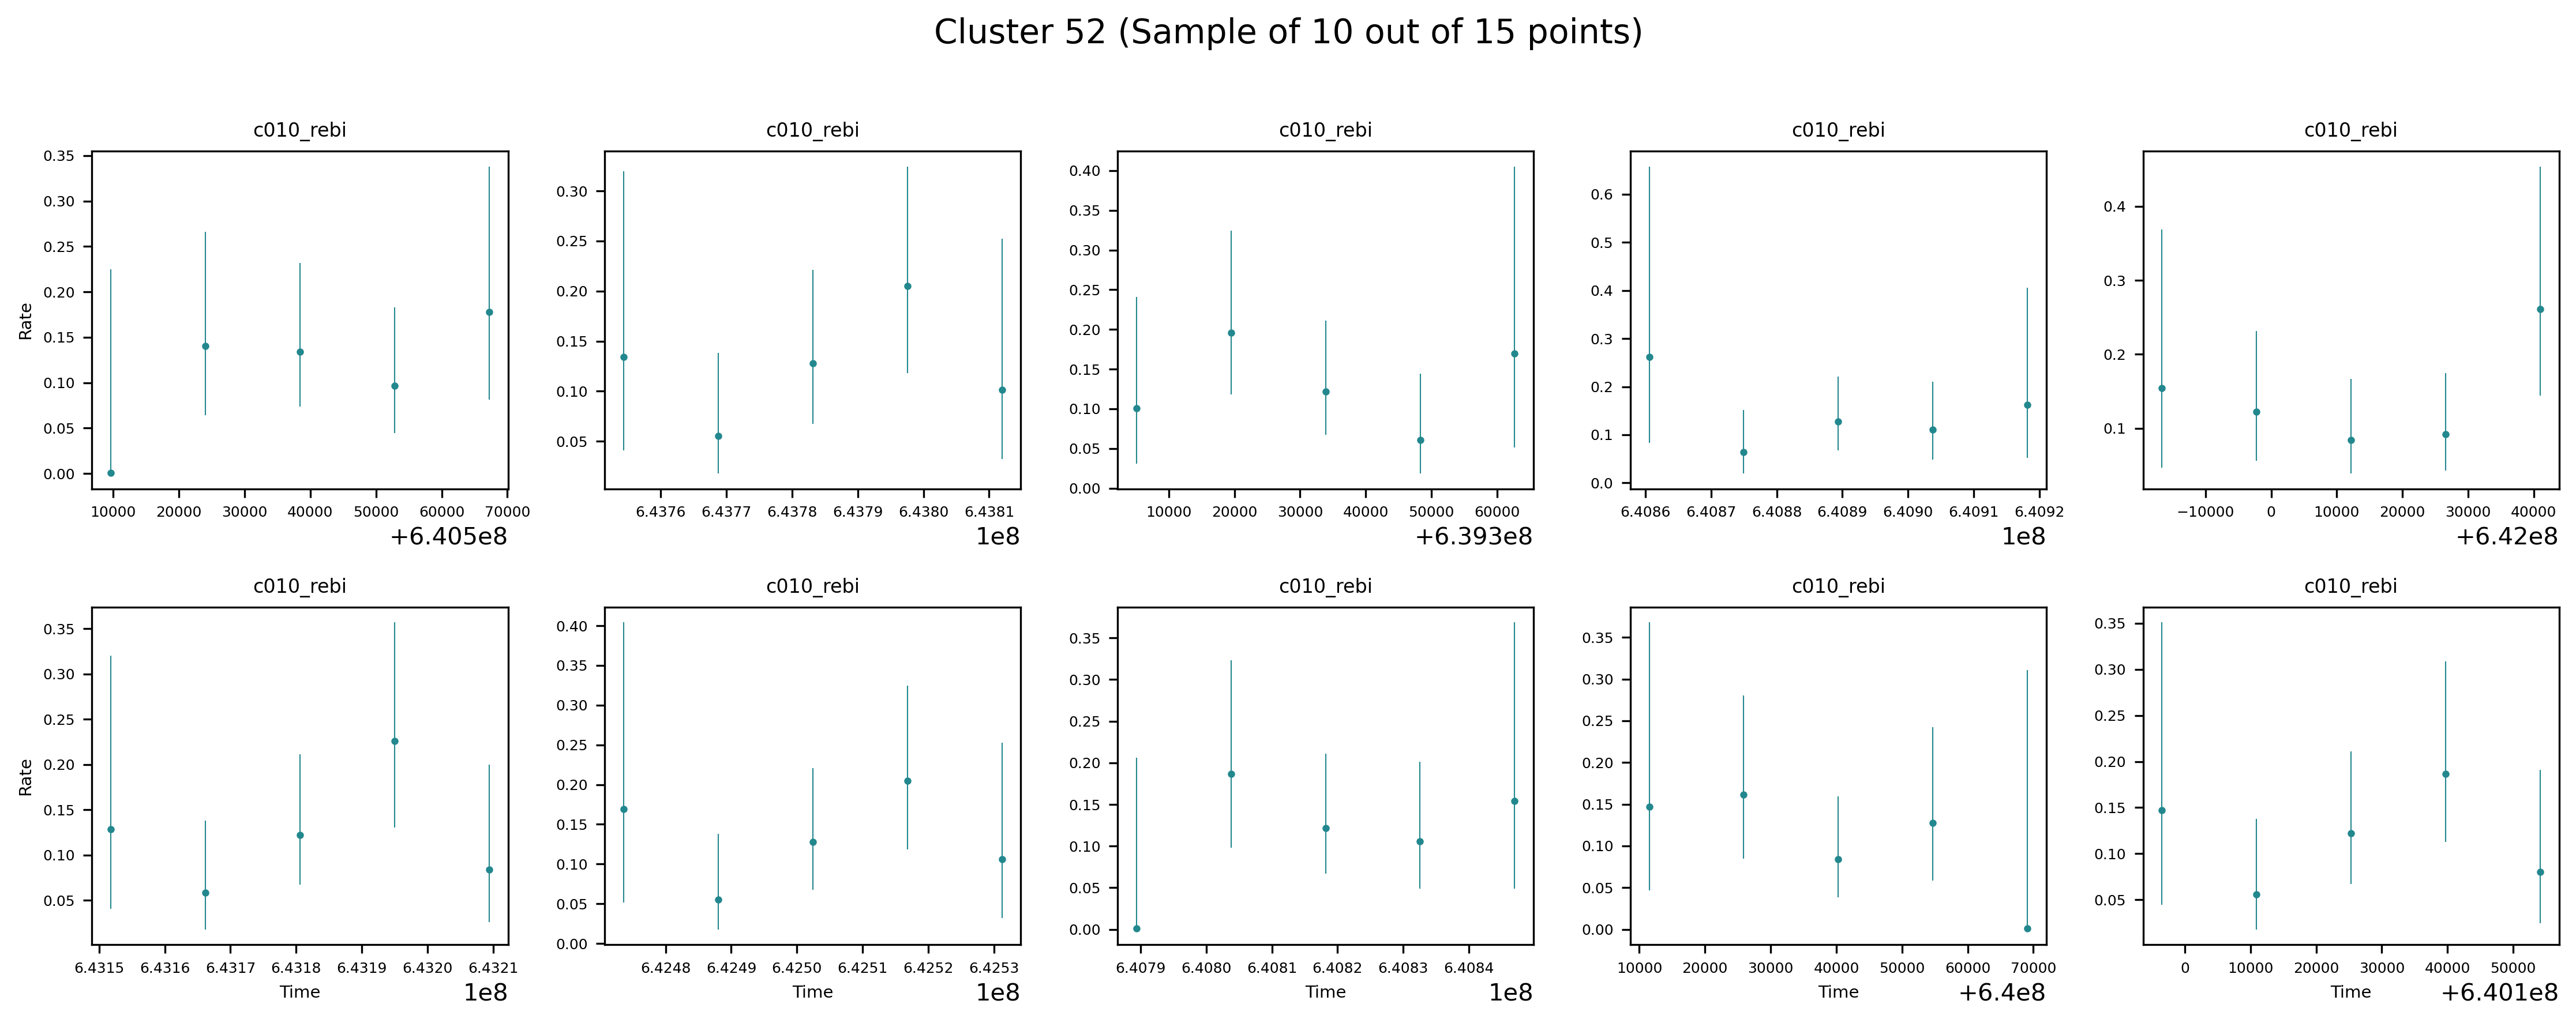 Cluster 52 (Sample of 10 out of 15 points)
c010_rebi c010_rebi c010_rebi c010_rebi c010_rebi
Rate
0.35 0.30 0.25 0.20 0.15 0.10 0.05 0.00
10000 20000 30000 40000 50000 60000 70000
+6.405e8
0.30 0.25 0.20 0.15 0.10 0.05
6.4376 6.4377 6.4378 6.4379 6.4380 6.4381
1e8
0.40 0.35 0.30 0.25 0.20 0.15 0.10 0.05 0.00
10000 20000 30000 40000 50000 60000
+6.393e8
0.6 0.5 0.4 0.3 0.2 0.1 0.0
6.4086 6.4087 6.4088 6.4089 6.4090 6.4091 6.4092
1e8
0.4 0.3 0.2 0.1
−10000 0 10000 20000 30000 40000
+6.42e8
c010_rebi c010_rebi c010_rebi c010_rebi c010_rebi
Rate
0.35 0.30 0.25 0.20 0.15 0.10 0.05
6.4315 6.4316 6.4317 6.4318 6.4319 6.4320 6.4321
Time 1e8
0.40 0.35 0.30 0.25 0.20 0.15 0.10 0.05 0.00
6.4248 6.4249 6.4250 6.4251 6.4252 6.4253
Time 1e8
0.35 0.30 0.25 0.20 0.15 0.10 0.05 0.00
6.4079 6.4080 6.4081 6.4082 6.4083 6.4084
Time 1e8
0.35 0.30 0.25 0.20 0.15 0.10 0.05 0.00
10000 20000 30000 40000 50000 60000 70000
Time +6.4e8
0.35 0.30 0.25 0.20 0.15 0.10 0.05
0 10000 20000 30000 40000 50000
Time +6.401e8